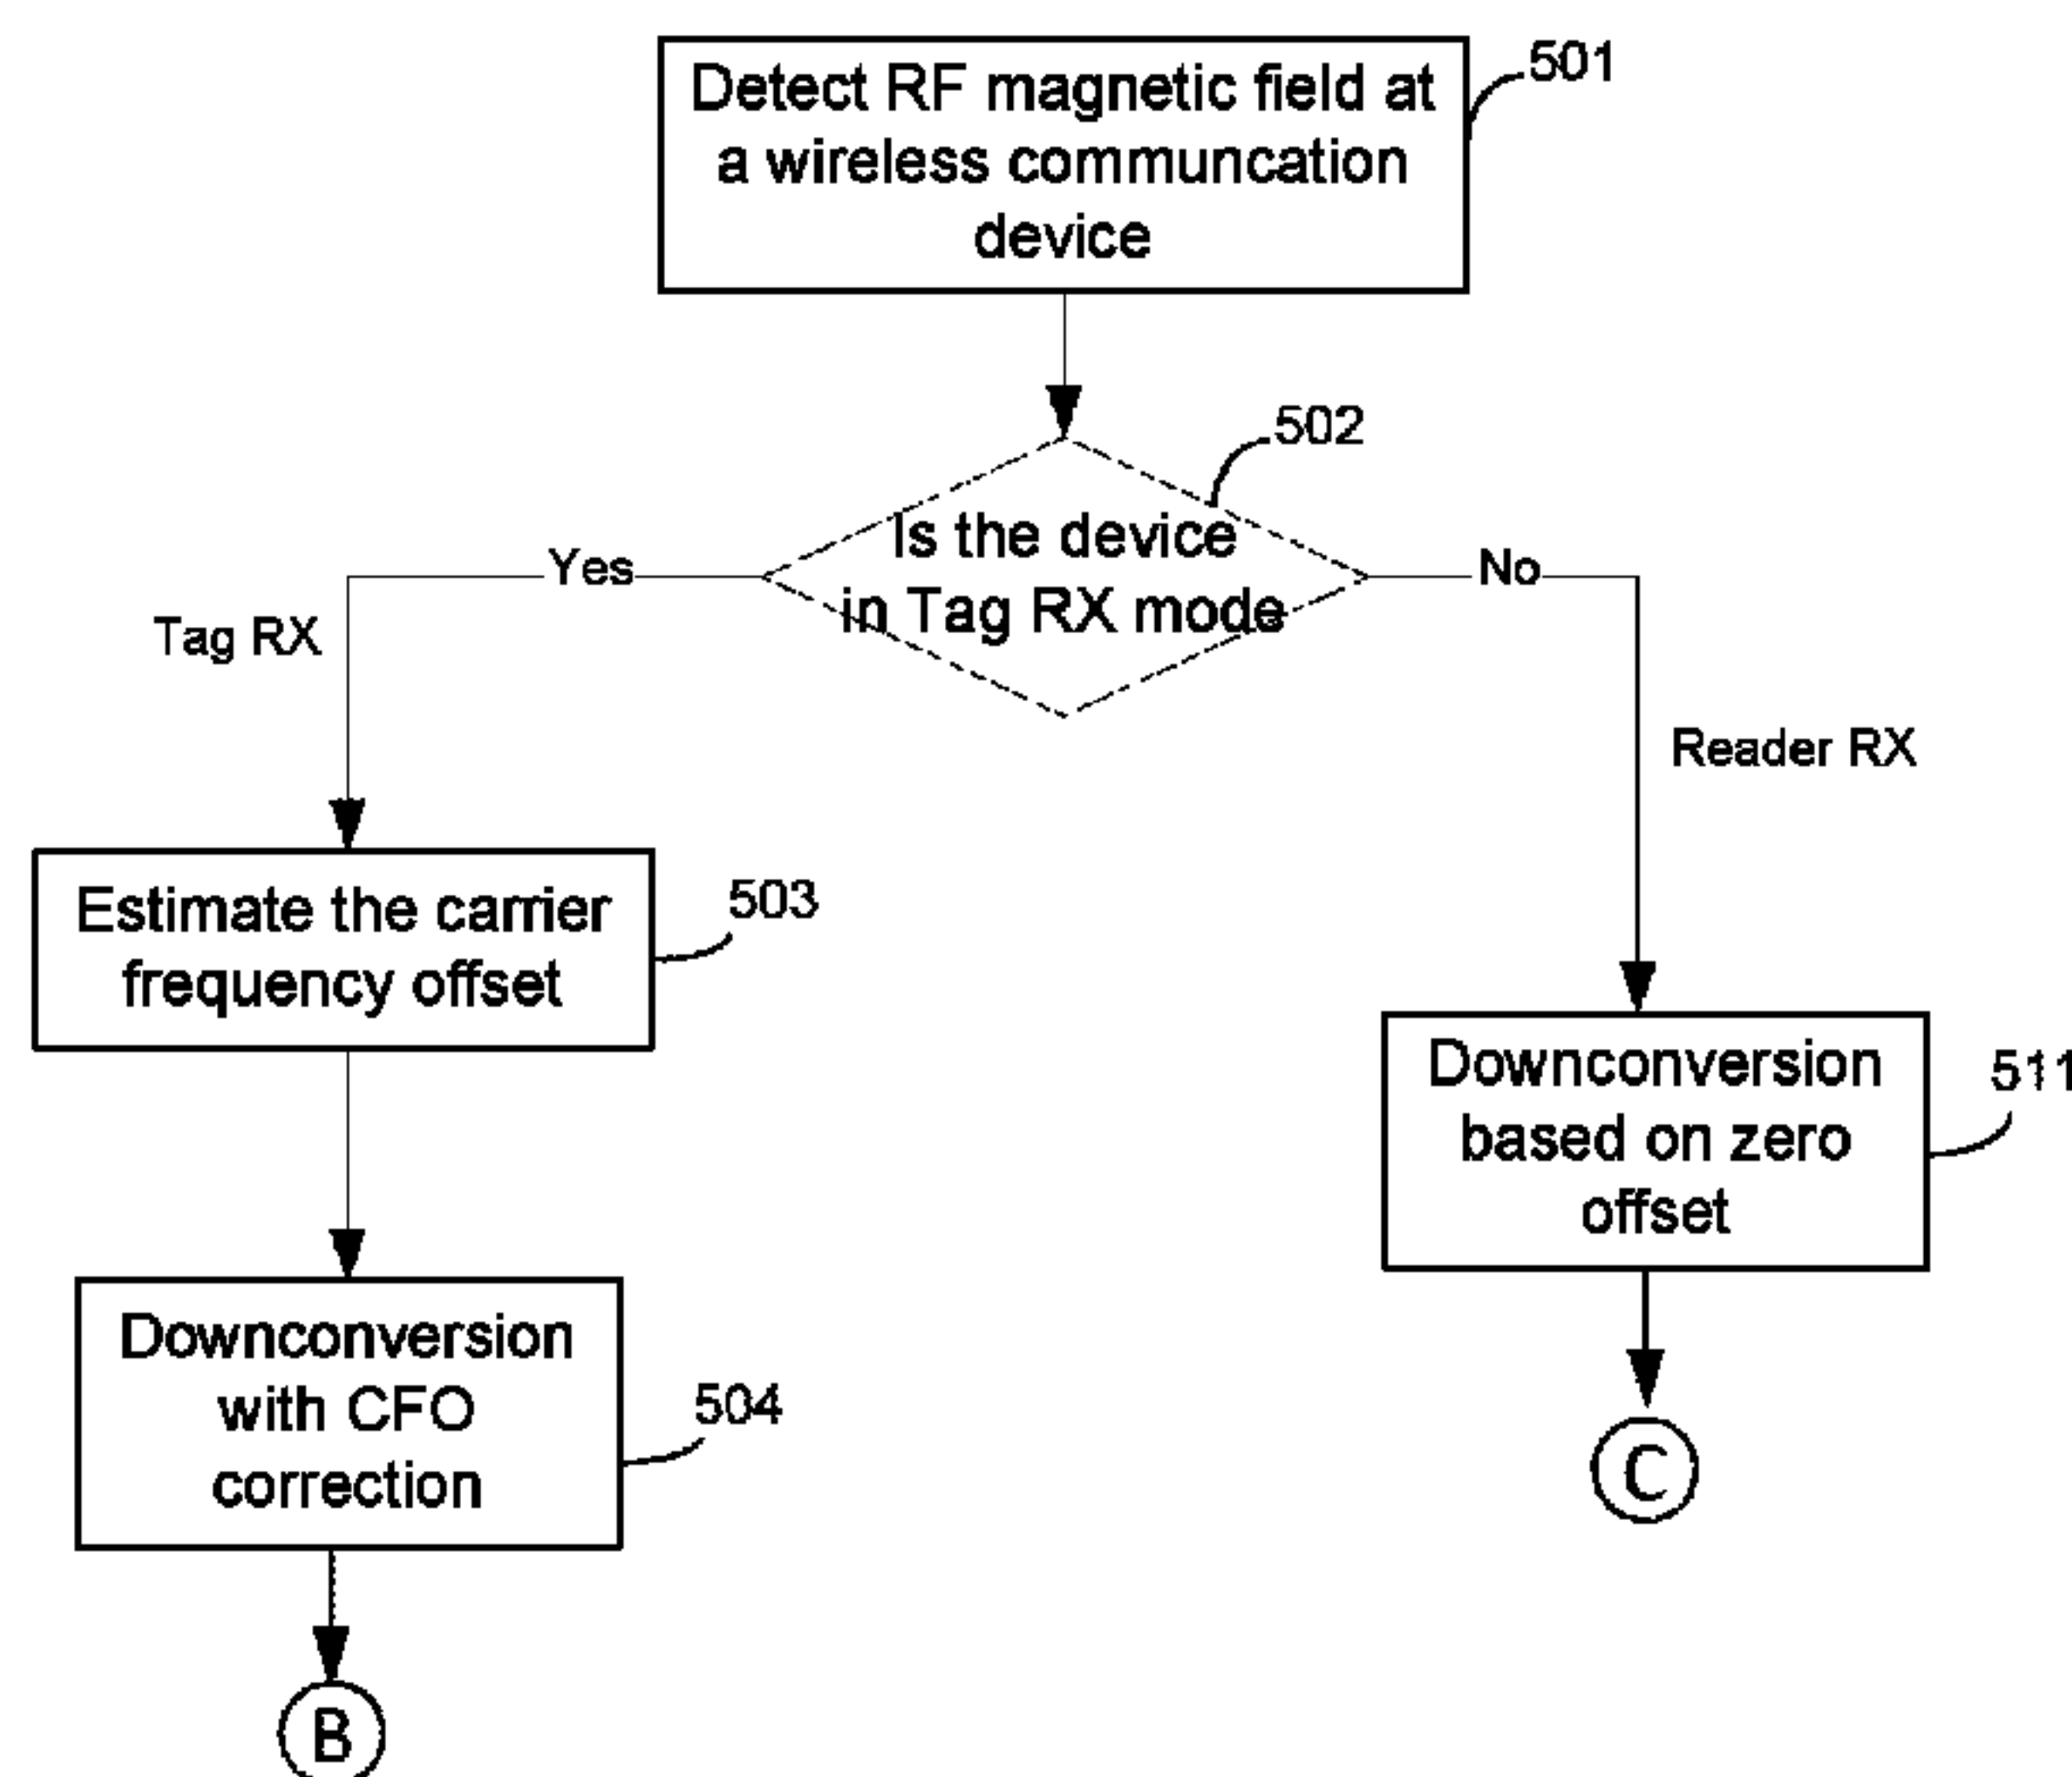 Detect RF magnetic field at
a wireless communcation
device
501
502
Is the device
in Tag RX mode
Yes
No
Tag RX
Reader RX
Estimate the carrier
frequency offset
503
Downconversion
based on zero
offset
511
Downconversion
with CFO
correction
504
C
B